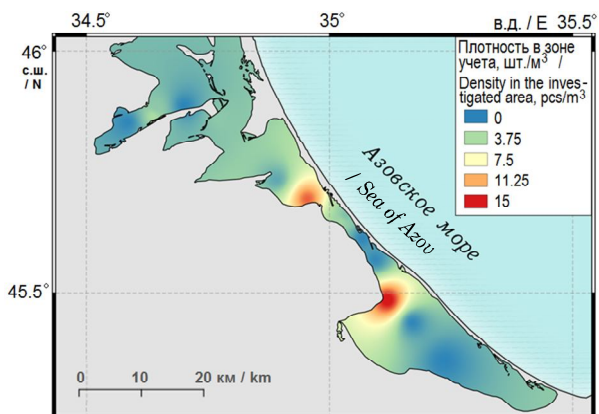 34.5° 35° в.д. / E 35.5°
46°
с.ш.
/ N
45.5°
Плотность в зоне
учета, шт./м³ /
Density in the inves-
tigated area, pcs/m³
0
3.75
7.5
11.25
15
Азовское море
/ Sea of Azov
0 10 20 км / km